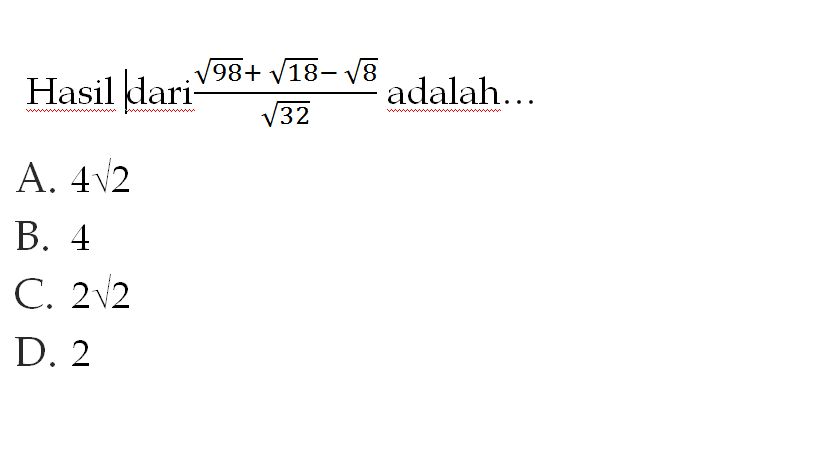 Hasil dari (√98+ √18− √8)/√32 adalah...
A. 4√2
B. 4
C. 2√2
D. 2